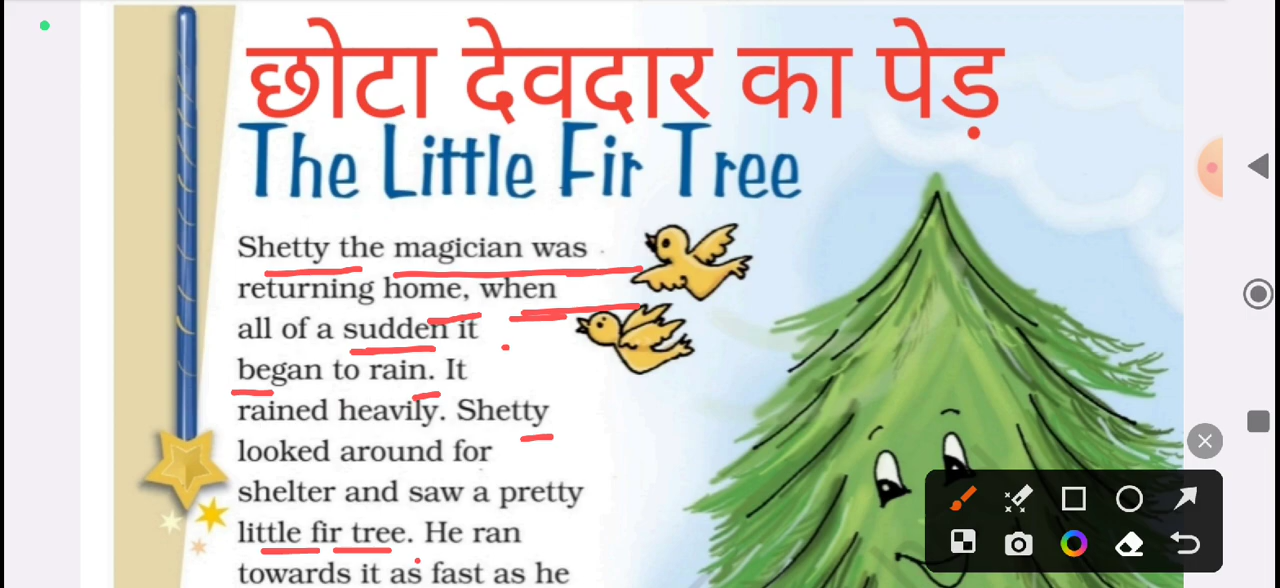 छोटा देवदार का पेड़
The Little Fir Tree
Shetty the magician was
returning home, when
all of a sudden it
began to rain. It
rained heavily. Shetty
looked around for
shelter and saw a pretty
little fir tree. He ran
towards it as fast as he